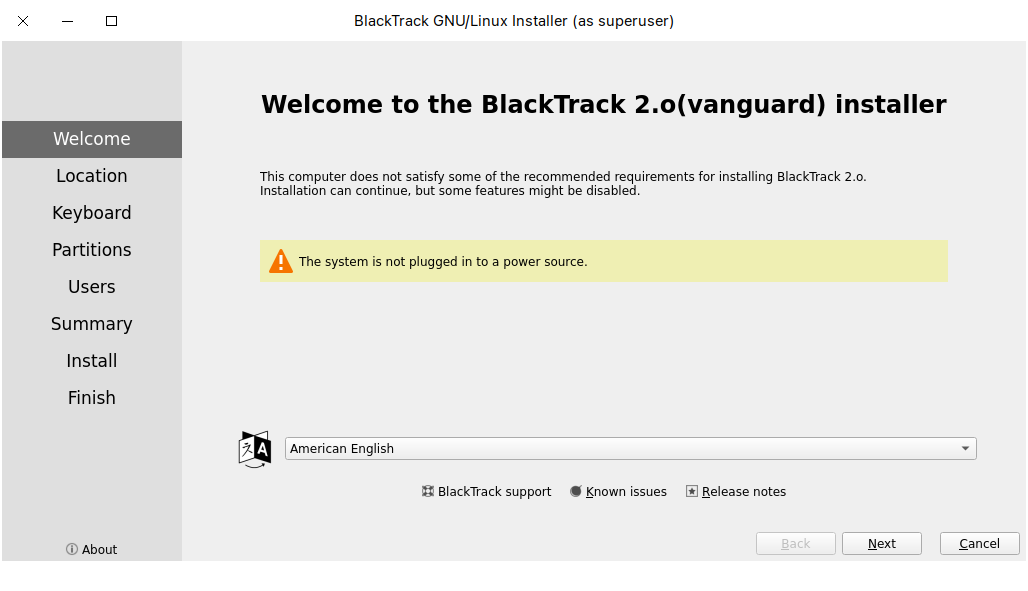 BlackTrack GNU/Linux Installer (as superuser)
Welcome
Location
Keyboard
Partitions
Users
Summary
Install
Finish
About
Welcome to the BlackTrack 2.o(vanguard) installer
This computer does not satisfy some of the recommended requirements for installing BlackTrack 2.o.
Installation can continue, but some features might be disabled.
The system is not plugged in to a power source.
A
American English
BlackTrack support Known issues Release notes
Back Next Cancel